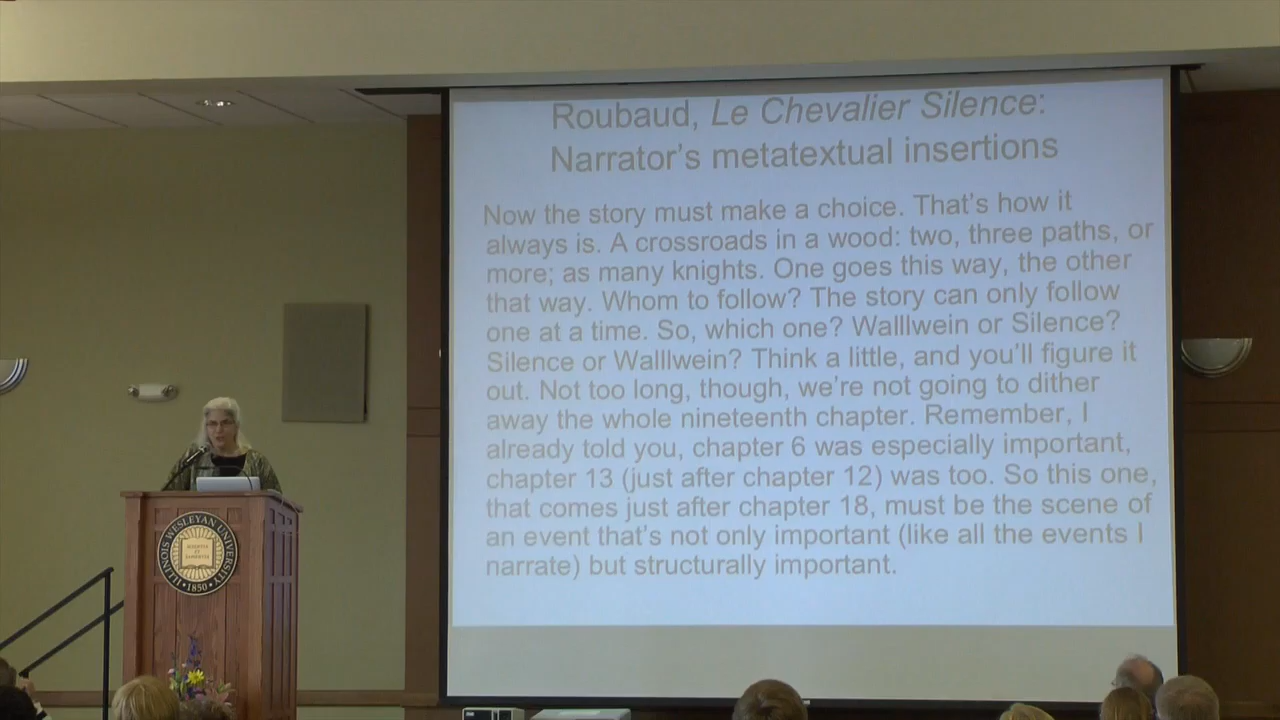 Roubaud, Le Chevalier Silence:
Narrator's metatextual insertions
Now the story must make a choice. That's how it
always is. A crossroads in a wood: two, three paths, or
more; as many knights. One goes this way, the other
that way. Whom to follow? The story can only follow
one at a time. So, which one? Walllwein or Silence?
Silence or Walllwein? Think a little, and you'll figure it
out. Not too long, though, we're not going to dither
away the whole nineteenth chapter. Remember, I
already told you, chapter 6 was especially important,
chapter 13 (just after chapter 12) was too. So this one,
that comes just after chapter 18, must be the scene of
an event that's not only important (like all the events I
narrate) but structurally important.
ILLINOIS WESLEYAN UNIVERSITY
• 1850 •